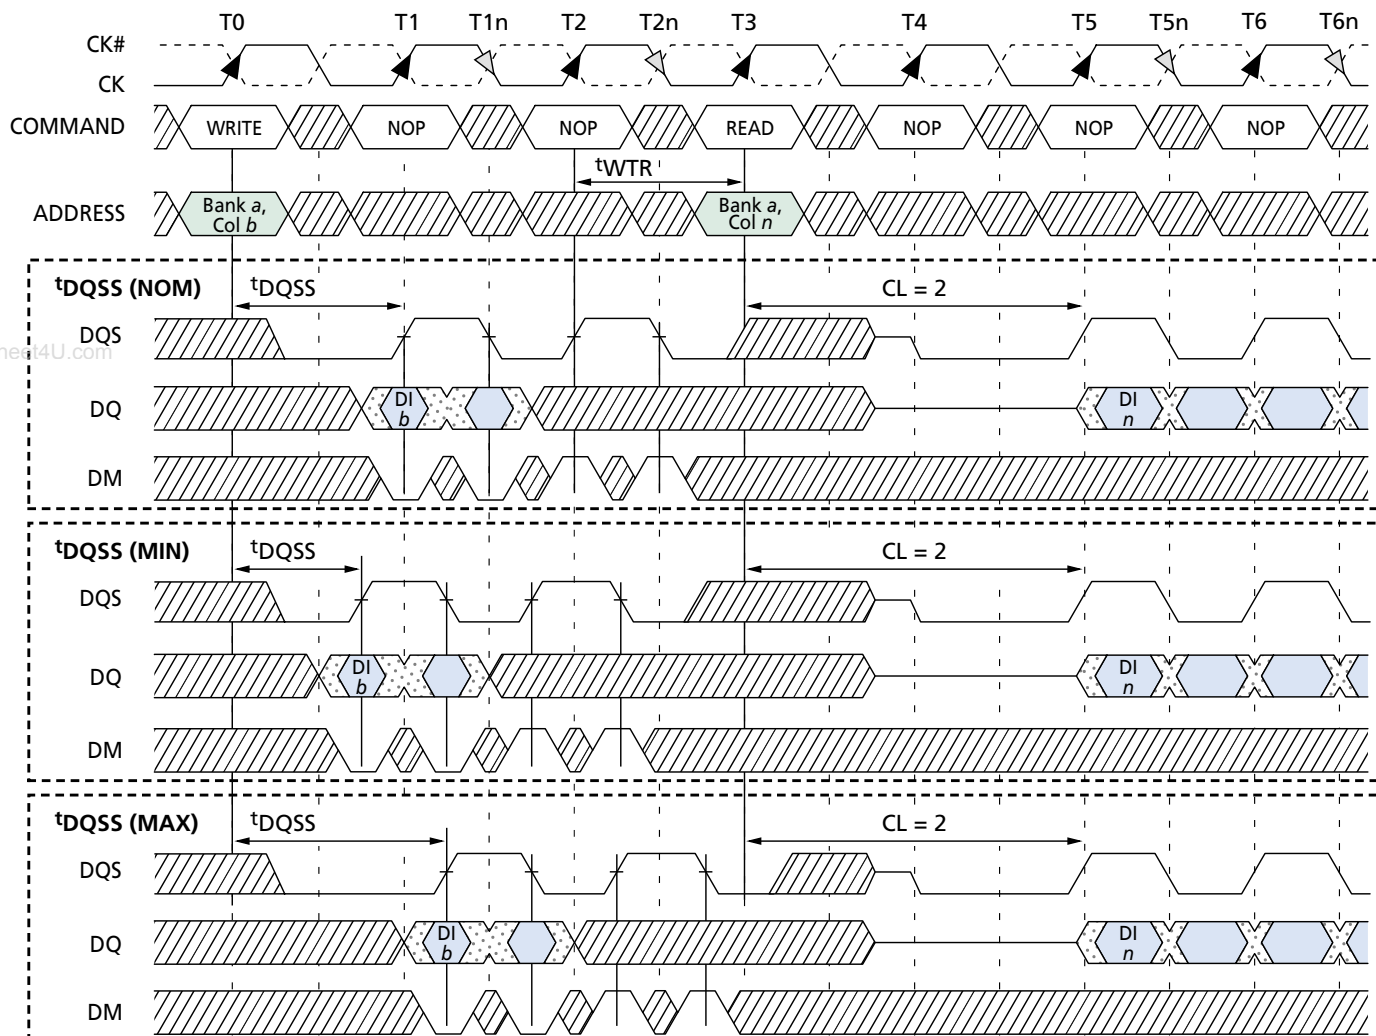 T0 T1 T1n T2 T2n T3 T4 T5 T5n T6 T6n
CK#
CK
COMMAND WRITE NOP NOP READ NOP NOP NOP
tWTR
ADDRESS Bank a, Col b Bank a, Col n
tDQSS (NOM) tDQSS CL = 2
DQS
heet4U.com
DQ DI b DI n
DM
tDQSS (MIN) tDQSS CL = 2
DQS
DQ DI b DI n
DM
tDQSS (MAX) tDQSS CL = 2
DQS
DQ DI b DI n
DM